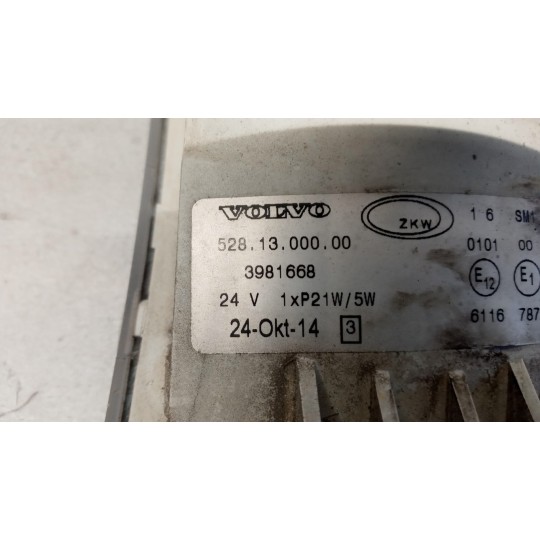 VOLVO ZKW 1 6 SM1
528.13.000.00 0101 00
3981668 E12 E1
24 V 1xP21W/5W 6116 787
24-Okt-14 3